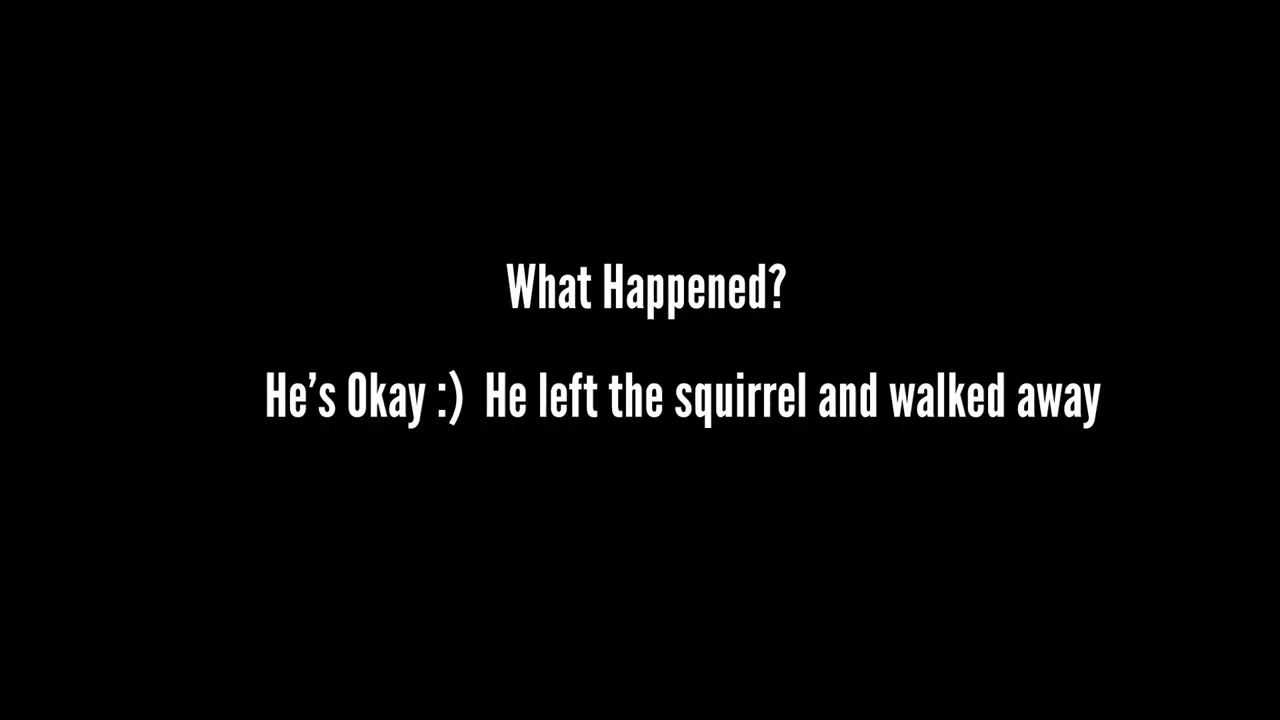 What Happened?
He’s Okay :) He left the squirrel and walked away